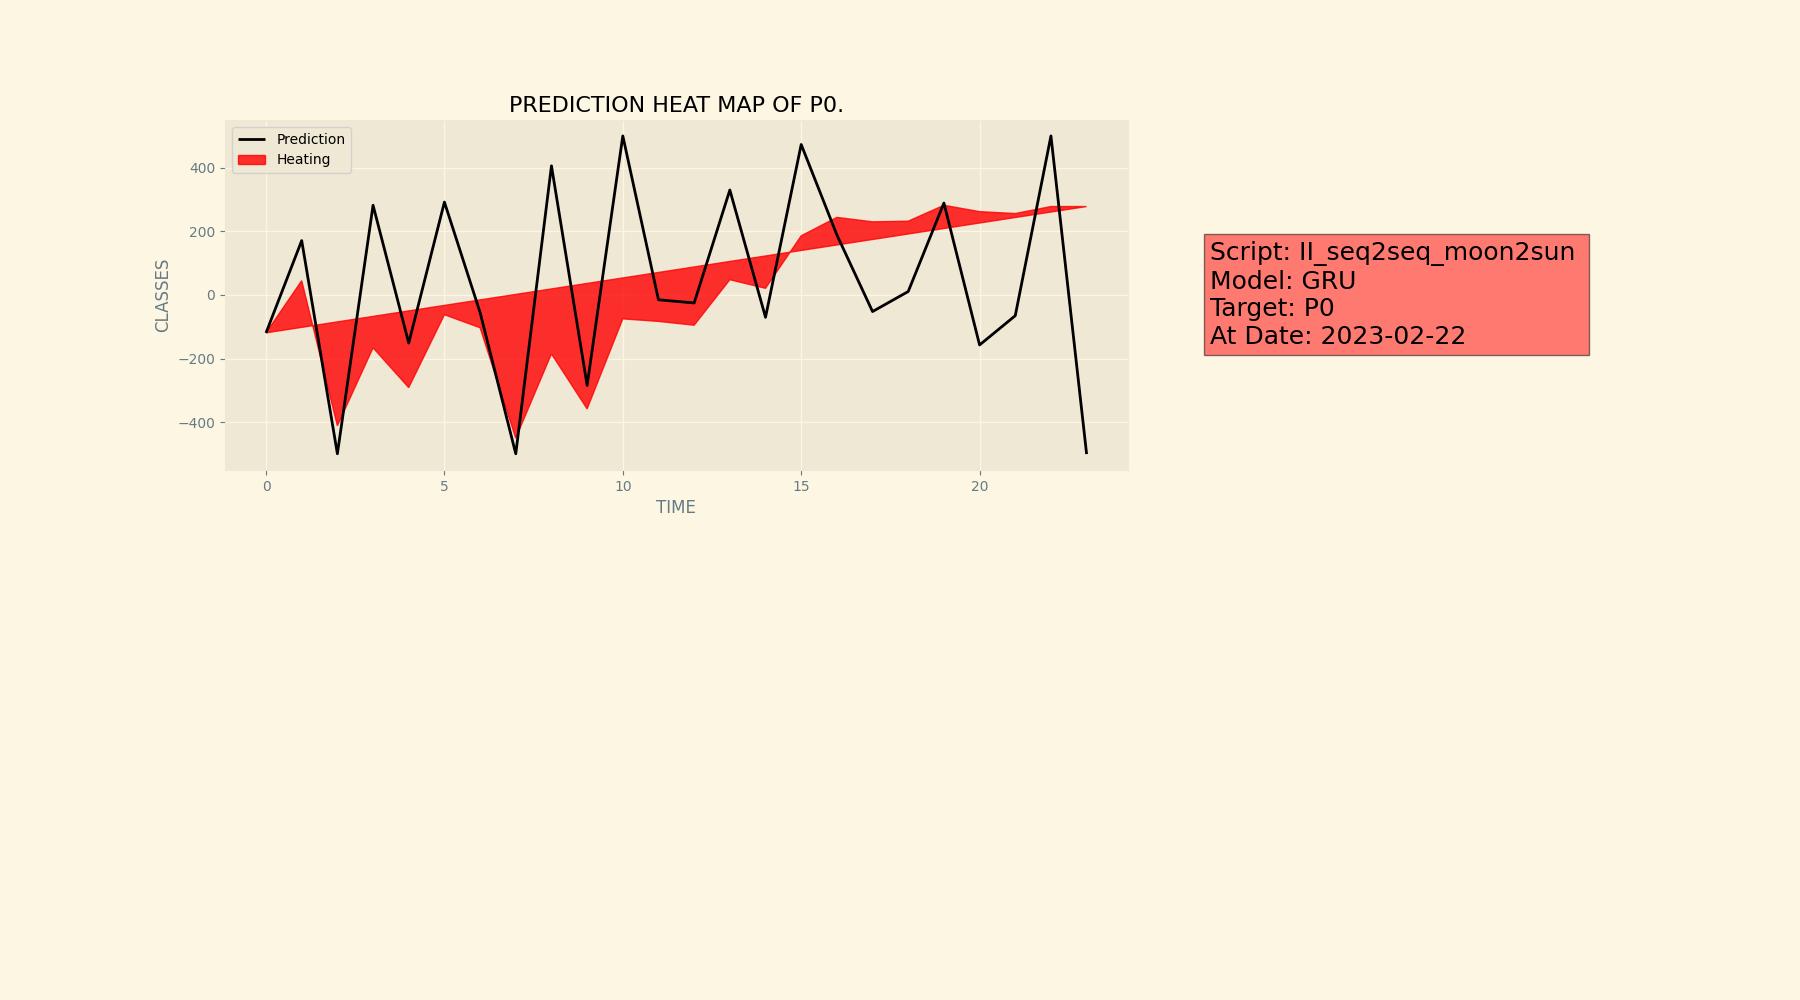 PREDICTION HEAT MAP OF P0.
Prediction
Heating
400
200
0
−200
−400
CLASSES
0 5 10 15 20
TIME
Script: II_seq2seq_moon2sun
Model: GRU
Target: P0
At Date: 2023-02-22